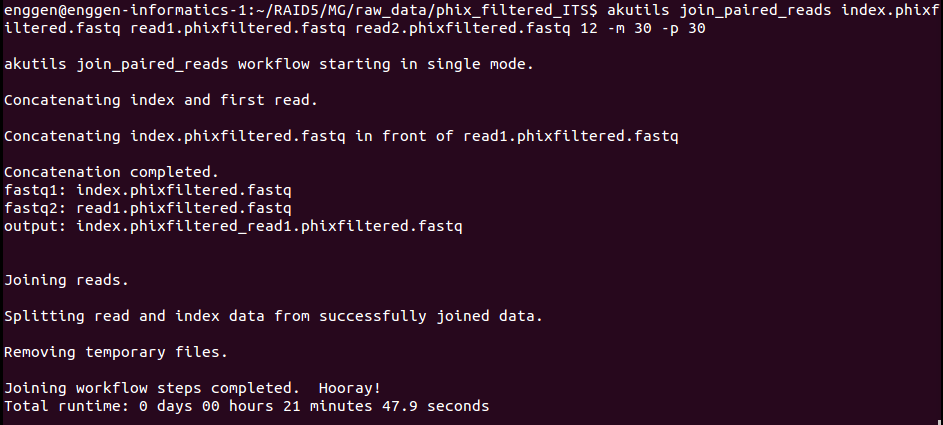 enggen@enggen-informatics-1:~/RAID5/MG/raw_data/phix_filtered_ITS$ akutils join_paired_reads index.phixf
iltered.fastq read1.phixfiltered.fastq read2.phixfiltered.fastq 12 -m 30 -p 30
akutils join_paired_reads workflow starting in single mode.
Concatenating index and first read.
Concatenating index.phixfiltered.fastq in front of read1.phixfiltered.fastq
Concatenation completed.
fastq1: index.phixfiltered.fastq
fastq2: read1.phixfiltered.fastq
output: index.phixfiltered_read1.phixfiltered.fastq
Joining reads.
Splitting read and index data from successfully joined data.
Removing temporary files.
Joining workflow steps completed.  Hooray!
Total runtime: 0 days 00 hours 21 minutes 47.9 seconds